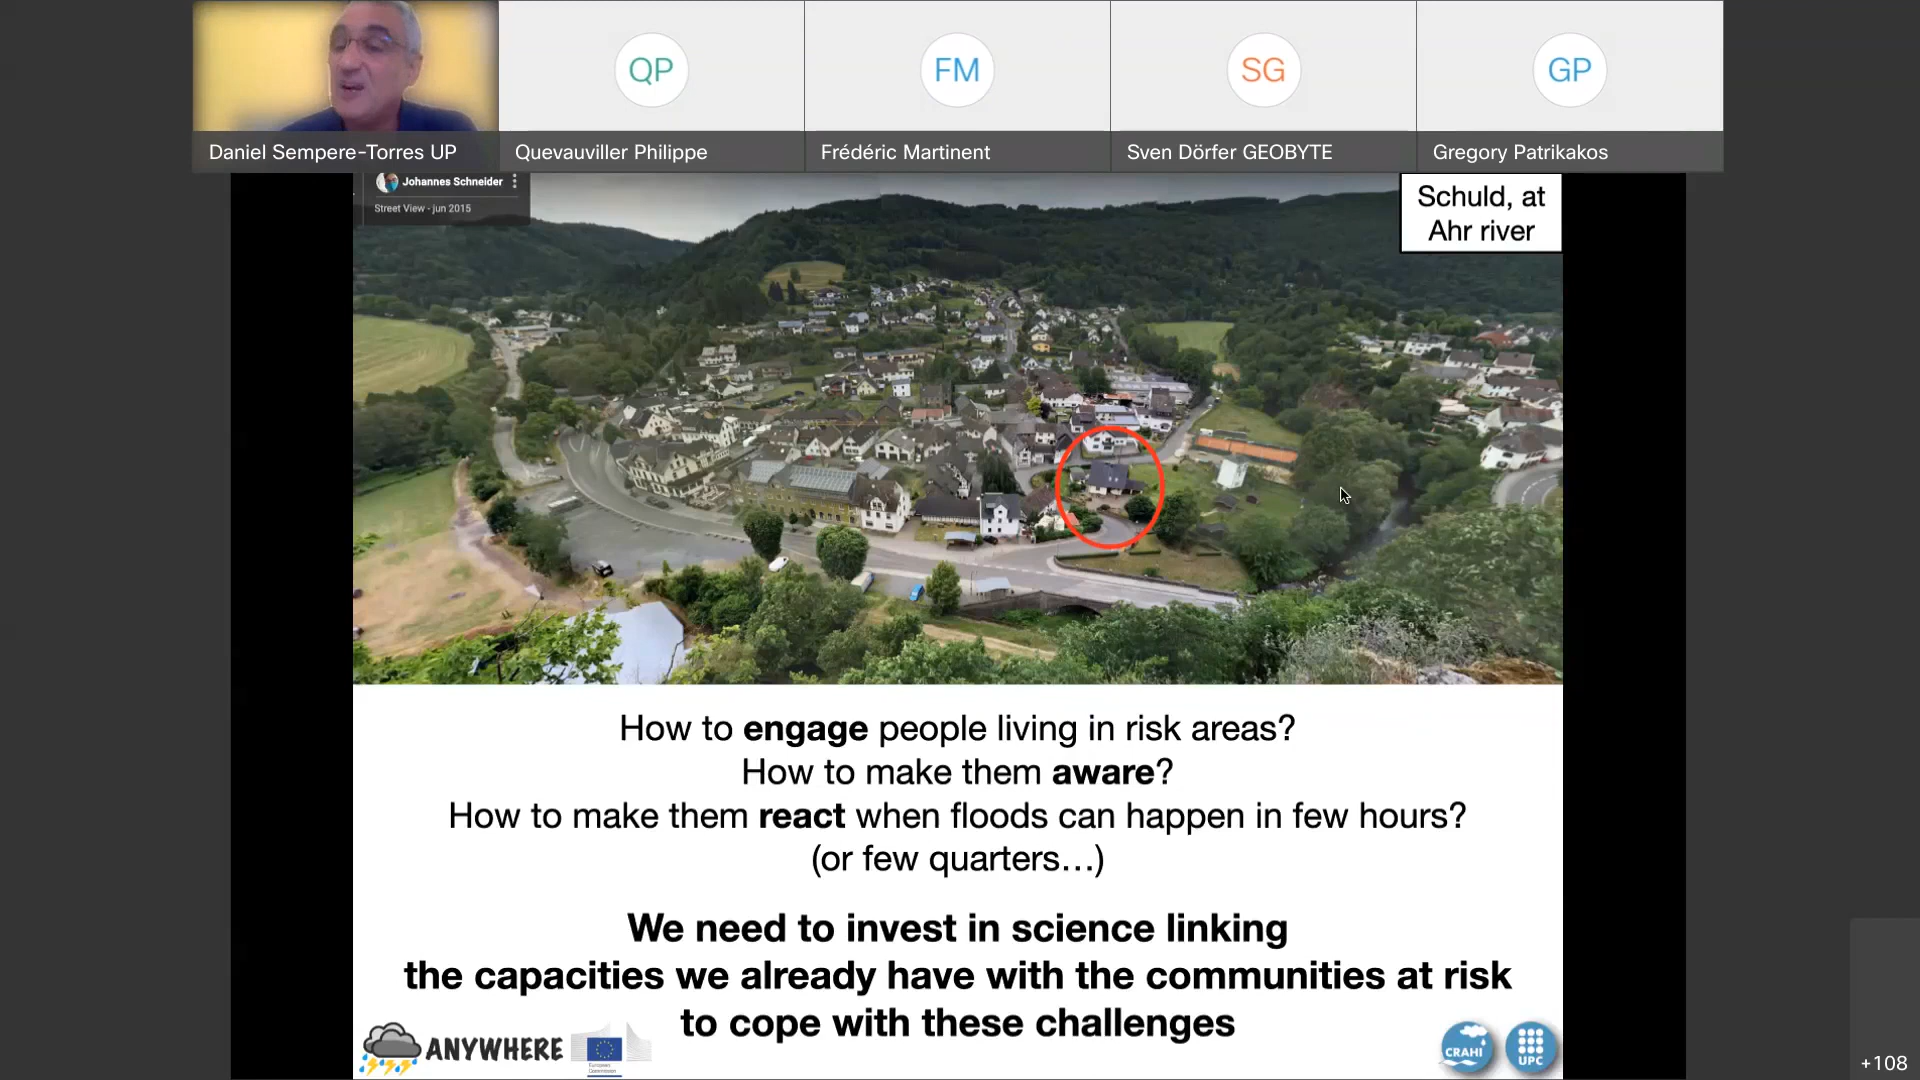 QP
FM
SG
GP
Daniel Sempere-Torres UP
Quevauviller Philippe
Frédéric Martinent
Sven Dörfer GEOBYTE
Gregory Patrikakos
Johannes Schneider
Street View - jun 2015
Schuld, at
Ahr river
How to engage people living in risk areas?
How to make them aware?
How to make them react when floods can happen in few hours?
(or few quarters...)
We need to invest in science linking
the capacities we already have with the communities at risk
to cope with these challenges
ANYWHERE
European
Commission
CRAHI
UPC
+108